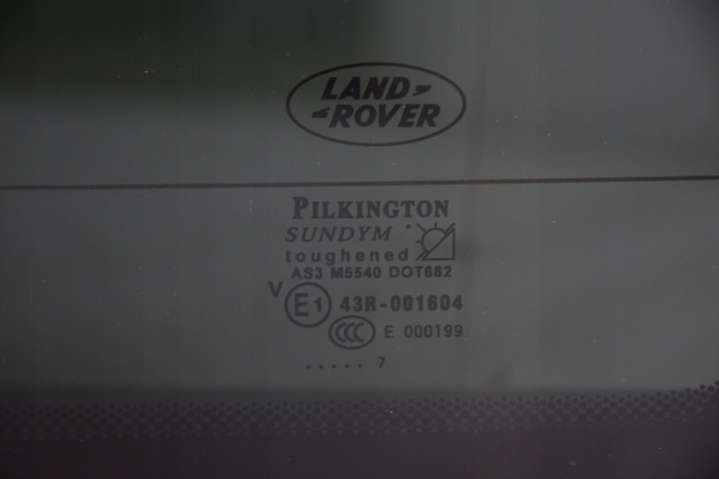 LAND
ROVER
PILKINGTON
SUNDYM
toughened
AS3 M5540 DOT682
V E1 43R-001604
CCC E 000199
..... 7